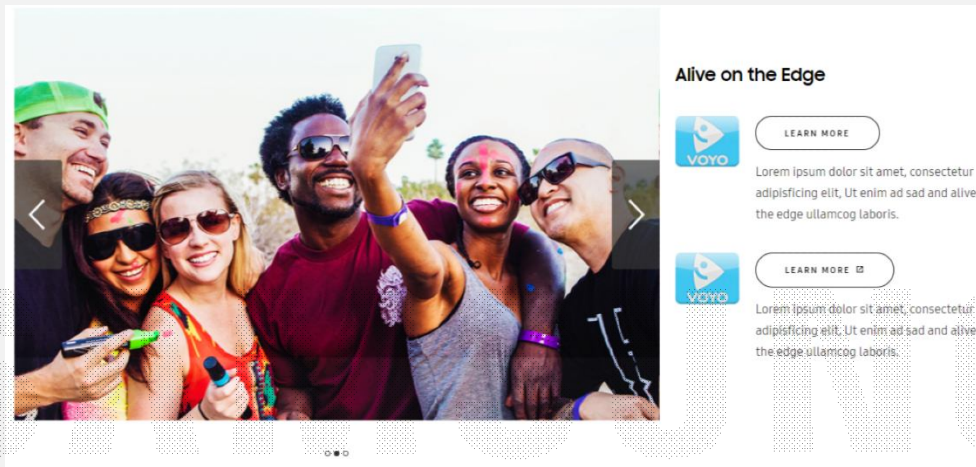 Alive on the Edge
VOYO
LEARN MORE
Lorem ipsum dolor sit amet, consectetur
adipisficing elit, Ut enim ad sad and alive
the edge ullamcog laboris.
VOYO
LEARN MORE
Lorem ipsum dolor sit amet, consectetur
adipisficing elit, Ut enim ad sad and alive
the edge ullamcog laboris.